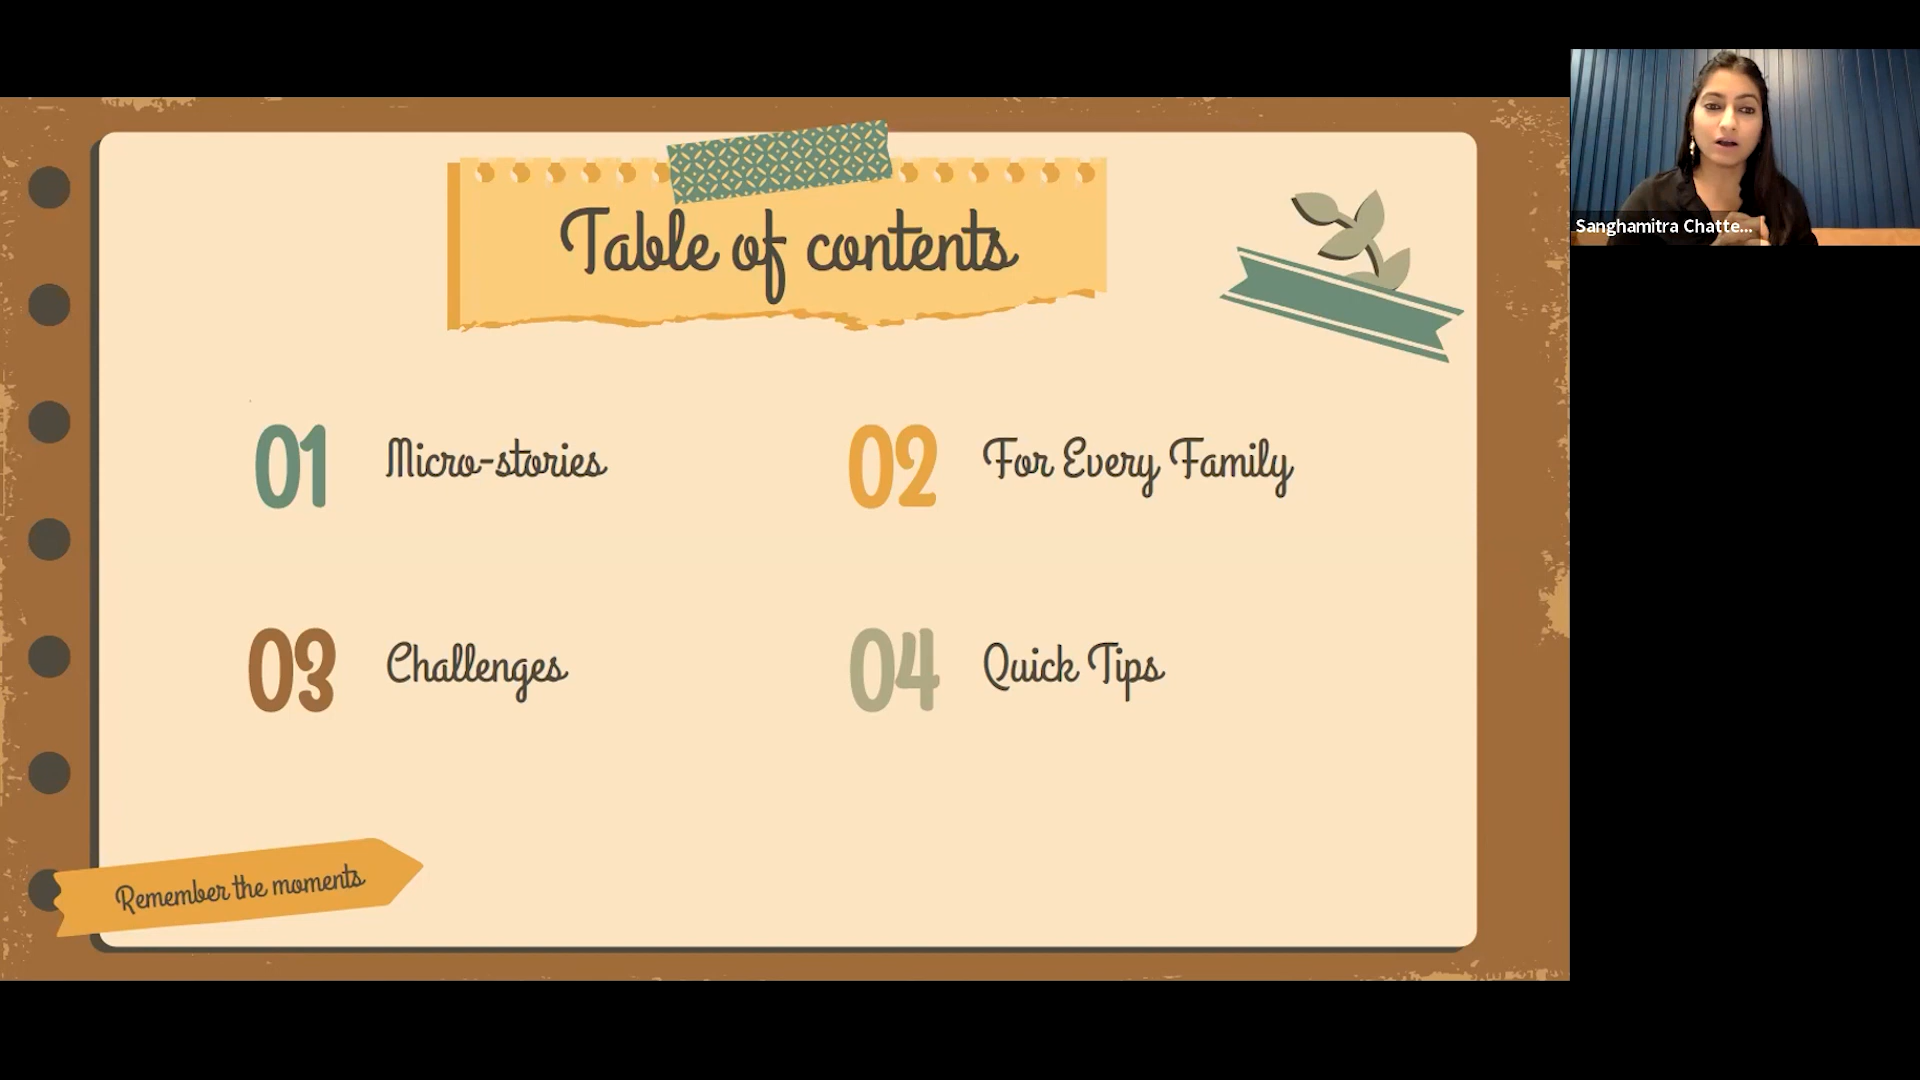 Table of contents
01 Micro-stories
02 For Every Family
03 Challenges
04 Quick Tips
Remember the moments
Sanghamitra Chatte...